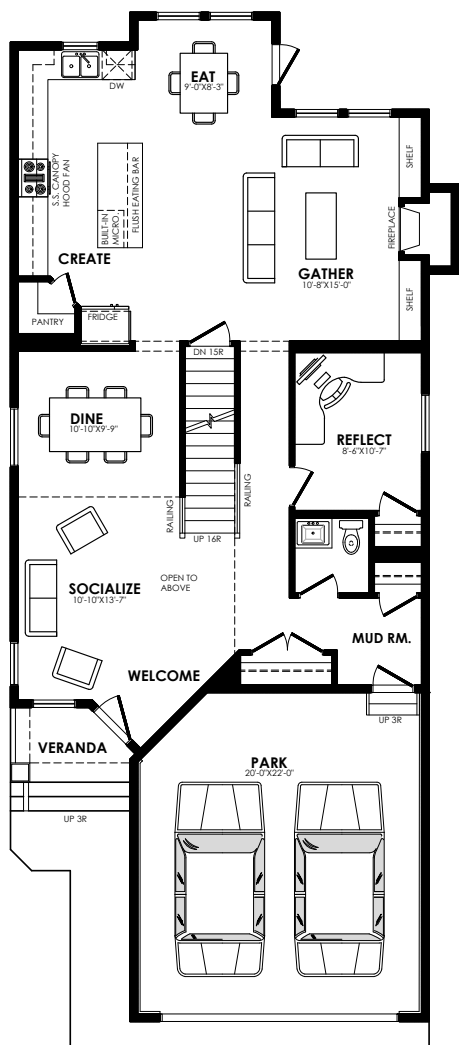 EAT
9'-0"X8'-3"
DW
S.S. CANOPY
HOOD FAN
BUILT-IN
MICRO.
FLUSH EATING BAR
SHELF
FIREPLACE
CREATE
GATHER
10'-8"X15'-0"
SHELF
PANTRY
FRIDGE
DN 15R
DINE
10'-10"X9'-9"
REFLECT
8'-6"X10'-7"
RAILING
RAILING
UP 16R
SOCIALIZE
10'-10"X13'-7"
OPEN TO
ABOVE
MUD RM.
WELCOME
UP 3R
VERANDA
PARK
20'-0"X22'-0"
UP 3R